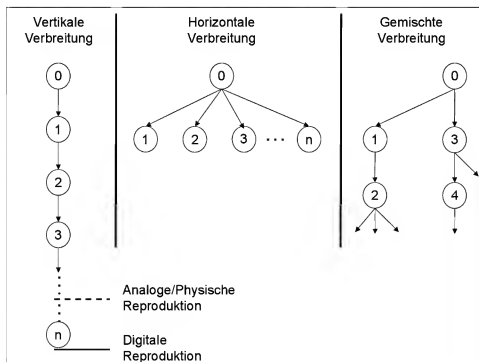 Vertikale
Verbreitung
0
1
2
3
n
Horizontale
Verbreitung
0
1 2 3 n
Gemischte
Verbreitung
0
1 3
2 4
Analoge/Physische
Reproduktion
Digitale
Reproduktion